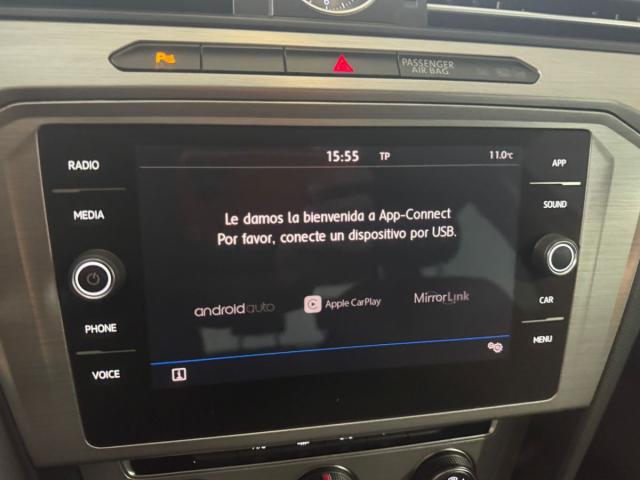 PASSENGER
AIR BAG
15:55 TP 11.0°C
RADIO
MEDIA
PHONE
VOICE
Le damos la bienvenida a App-Connect
Por favor, conecte un dispositivo por USB.
androidauto
Apple CarPlay
MirrorLink
APP
SOUND
CAR
MENU